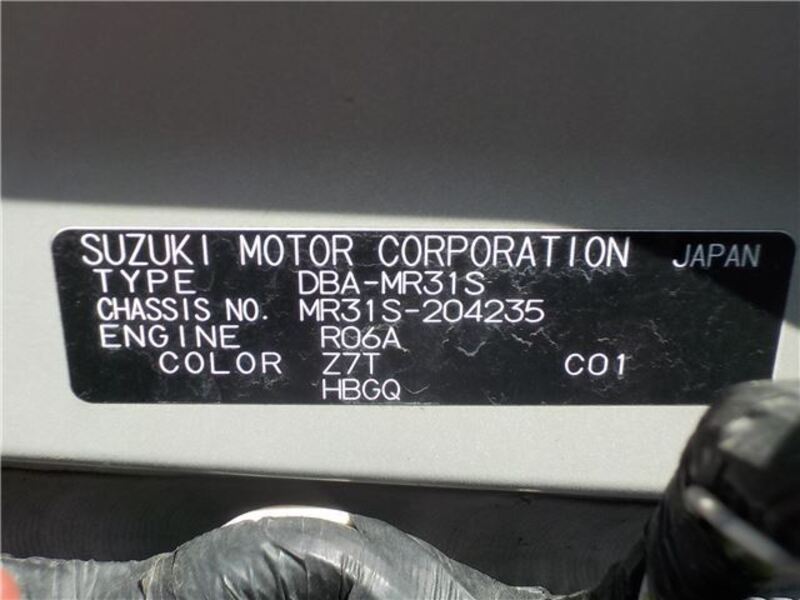 SUZUKI MOTOR CORPORATION JAPAN
TYPE DBA-MR31S
CHASSIS NO. MR31S-204235
ENGINE R06A
COLOR Z7T C01
HBGQ